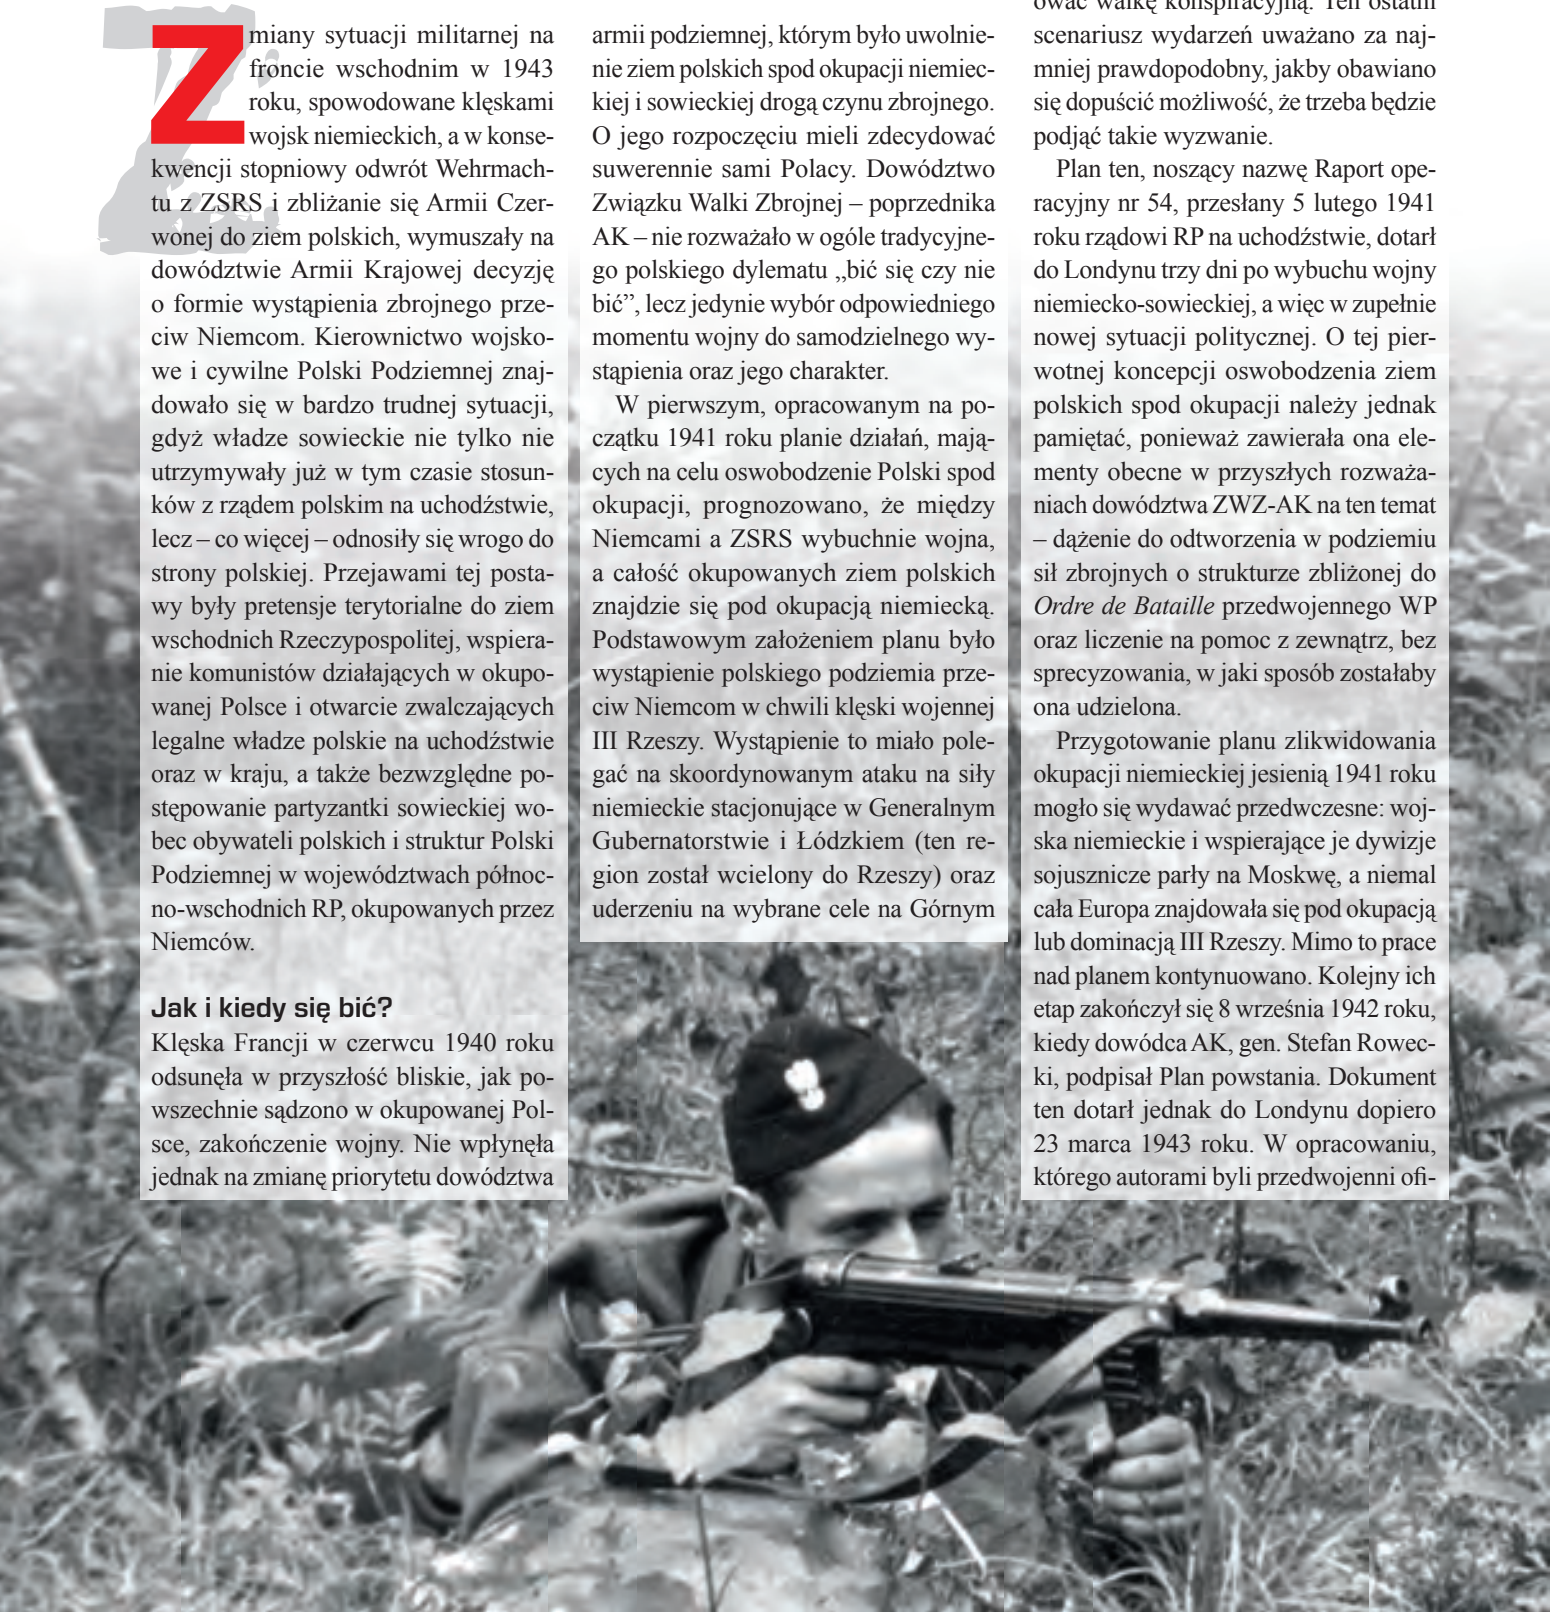 Zmiany sytuacji militarnej na
froncie wschodnim w 1943
roku, spowodowane klęskami
wojsk niemieckich, a w konse-
kwencji stopniowy odwrót Wehrmach-
tu z ZSRS i zbliżanie się Armii Czer-
wonej do ziem polskich, wymuszały na
dowództwie Armii Krajowej decyzję
o formie wystąpienia zbrojnego prze-
ciw Niemcom. Kierownictwo wojsko-
we i cywilne Polski Podziemnej znaj-
dowało się w bardzo trudnej sytuacji,
gdyż władze sowieckie nie tylko nie
utrzymywały już w tym czasie stosun-
ków z rządem polskim na uchodźstwie,
lecz – co więcej – odnosiły się wrogo do
strony polskiej. Przejawami tej posta-
wy były pretensje terytorialne do ziem
wschodnich Rzeczypospolitej, wspiera-
nie komunistów działających w okupo-
wanej Polsce i otwarcie zwalczających
legalne władze polskie na uchodźstwie
oraz w kraju, a także bezwzględne po-
stępowanie partyzantki sowieckiej wo-
bec obywateli polskich i struktur Polski
Podziemnej w województwach północ-
no-wschodnich RP, okupowanych przez
Niemców.
Jak i kiedy się bić?
Klęska Francji w czerwcu 1940 roku
odsunęła w przyszłość bliskie, jak po-
wszechnie sądzono w okupowanej Pol-
sce, zakończenie wojny. Nie wpłynęła
jednak na zmianę priorytetu dowództwa
armii podziemnej, którym było uwolnie-
nie ziem polskich spod okupacji niemiec-
kiej i sowieckiej drogą czynu zbrojnego.
O jego rozpoczęciu mieli zdecydować
suwerennie sami Polacy. Dowództwo
Związku Walki Zbrojnej – poprzednika
AK – nie rozważało w ogóle tradycyjne-
go polskiego dylematu „bić się czy nie
bić”, lecz jedynie wybór odpowiedniego
momentu wojny do samodzielnego wy-
stąpienia oraz jego charakter.
W pierwszym, opracowanym na po-
czątku 1941 roku planie działań, mają-
cych na celu oswobodzenie Polski spod
okupacji, prognozowano, że między
Niemcami a ZSRS wybuchnie wojna,
a całość okupowanych ziem polskich
znajdzie się pod okupacją niemiecką.
Podstawowym założeniem planu było
wystąpienie polskiego podziemia prze-
ciw Niemcom w chwili klęski wojennej
III Rzeszy. Wystąpienie to miało pole-
gać na skoordynowanym ataku na siły
niemieckie stacjonujące w Generalnym
Gubernatorstwie i Łódzkiem (ten re-
gion został wcielony do Rzeszy) oraz
uderzeniu na wybrane cele na Górnym
ować walkę konspiracyjną. Ten ostatni
scenariusz wydarzeń uważano za naj-
mniej prawdopodobny, jakby obawiano
się dopuścić możliwość, że trzeba będzie
podjąć takie wyzwanie.
Plan ten, noszący nazwę Raport ope-
racyjny nr 54, przesłany 5 lutego 1941
roku rządowi RP na uchodźstwie, dotarł
do Londynu trzy dni po wybuchu wojny
niemiecko-sowieckiej, a więc w zupełnie
nowej sytuacji politycznej. O tej pier-
wotnej koncepcji oswobodzenia ziem
polskich spod okupacji należy jednak
pamiętać, ponieważ zawierała ona ele-
menty obecne w przyszłych rozważa-
niach dowództwa ZWZ-AK na ten temat
– dążenie do odtworzenia w podziemiu
sił zbrojnych o strukturze zbliżonej do
Ordre de Bataille przedwojennego WP
oraz liczenie na pomoc z zewnątrz, bez
sprecyzowania, w jaki sposób zostałaby
ona udzielona.
Przygotowanie planu zlikwidowania
okupacji niemieckiej jesienią 1941 roku
mogło się wydawać przedwczesne: woj-
ska niemieckie i wspierające je dywizje
sojusznicze parły na Moskwę, a niemal
cała Europa znajdowała się pod okupacją
lub dominacją III Rzeszy. Mimo to prace
nad planem kontynuowano. Kolejny ich
etap zakończył się 8 września 1942 roku,
kiedy dowódca AK, gen. Stefan Rowec-
ki, podpisał Plan powstania. Dokument
ten dotarł jednak do Londynu dopiero
23 marca 1943 roku. W opracowaniu,
którego autorami byli przedwojenni ofi-